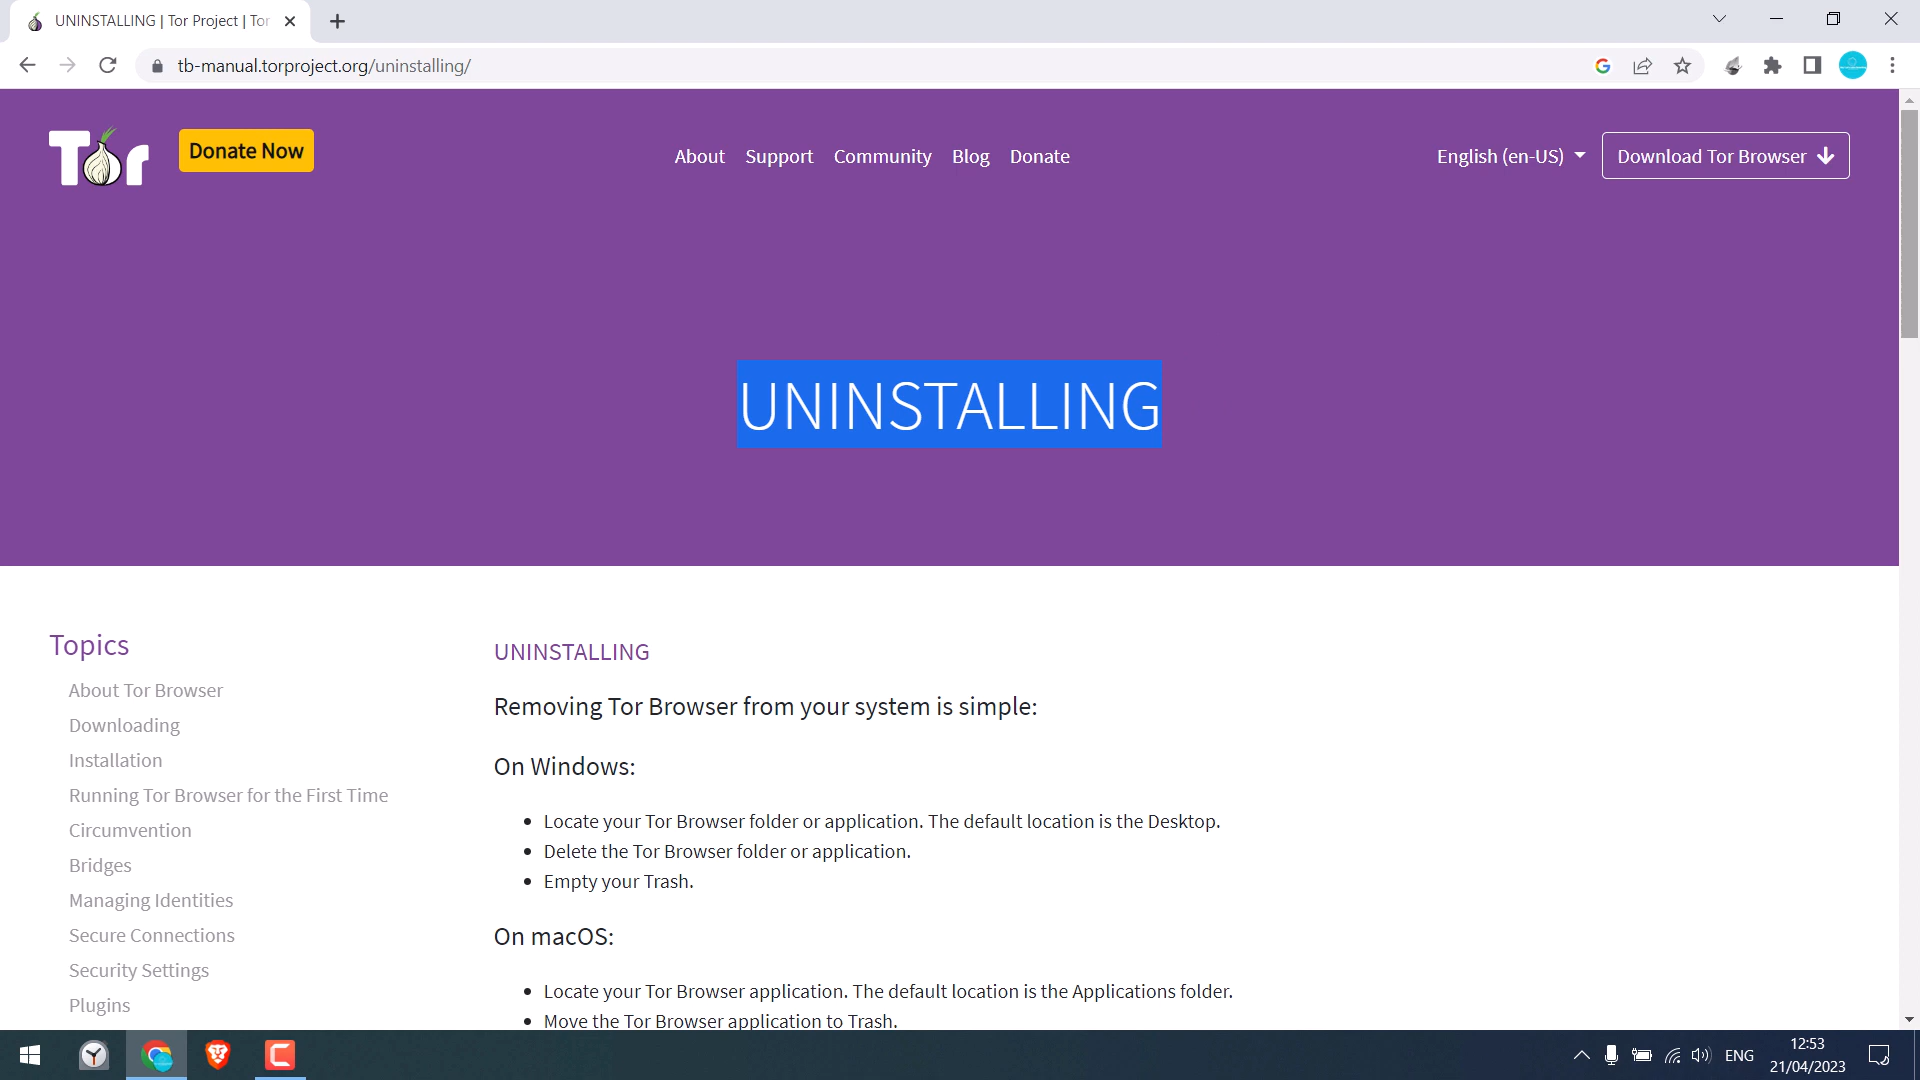 UNINSTALLING | Tor Project | Tor
tb-manual.torproject.org/uninstalling/
Tor
Donate Now
About Support Community Blog Donate
English (en-US)
Download Tor Browser
UNINSTALLING
Topics
About Tor Browser
Downloading
Installation
Running Tor Browser for the First Time
Circumvention
Bridges
Managing Identities
Secure Connections
Security Settings
Plugins
UNINSTALLING
Removing Tor Browser from your system is simple:
On Windows:
Locate your Tor Browser folder or application. The default location is the Desktop.
Delete the Tor Browser folder or application.
Empty your Trash.
On macOS:
Locate your Tor Browser application. The default location is the Applications folder.
Move the Tor Browser application to Trash.
ENG
12:53
21/04/2023